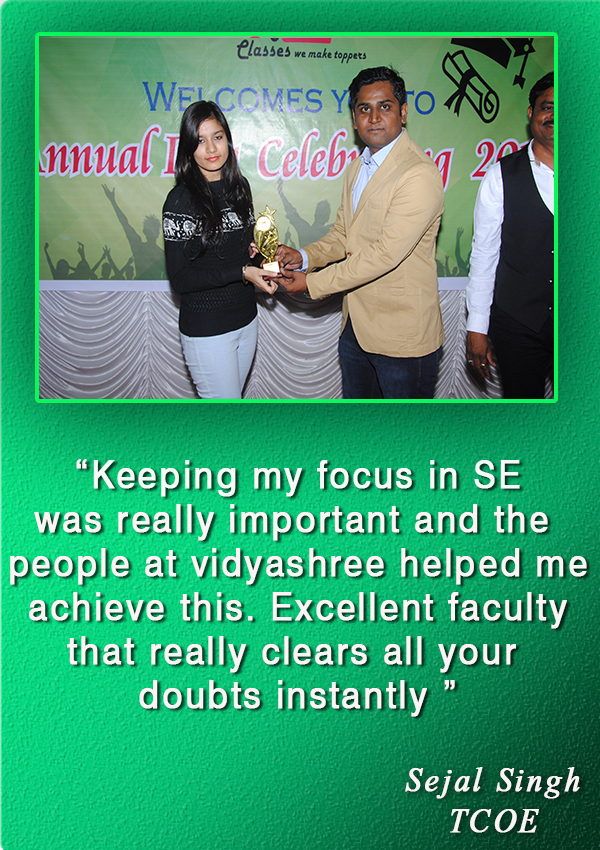 Classes we make toppers
WELCOMES
TO
Annual
“Keeping my focus in SE
was really important and the
people at vidyashree helped me
achieve this. Excellent faculty
that really clears all your
doubts instantly ”
Sejal Singh
TCOE